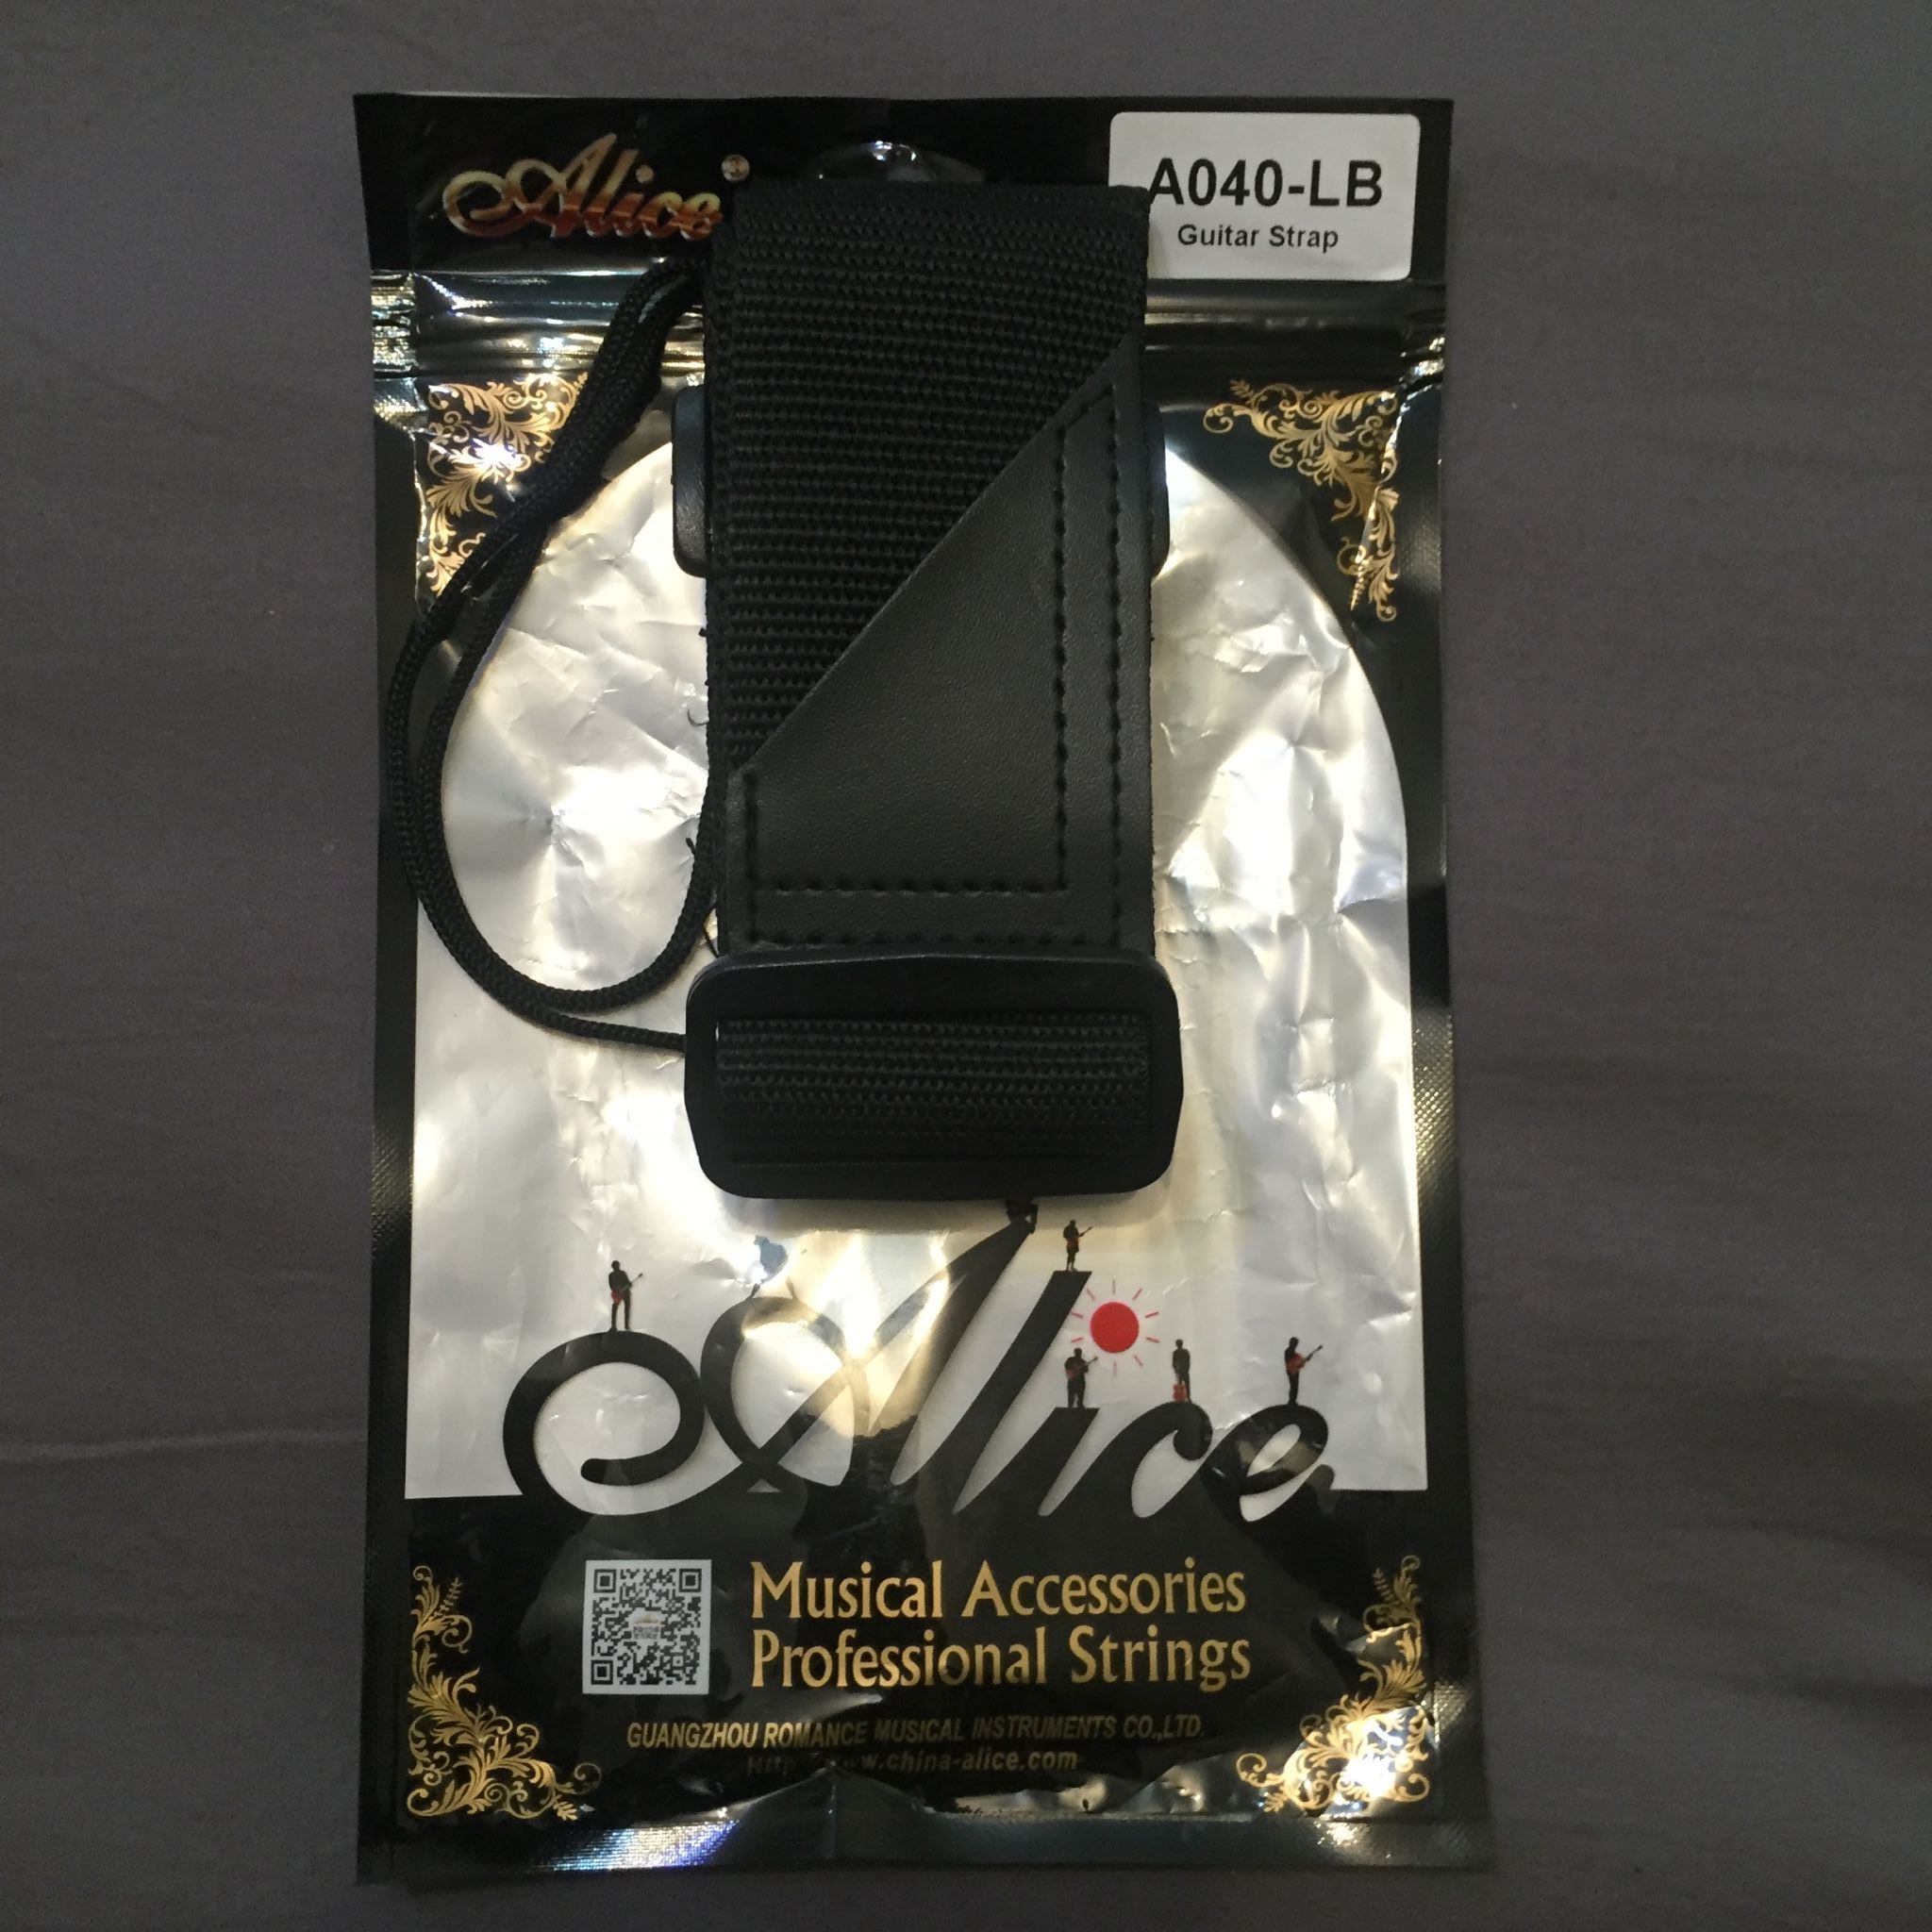 Alice
A040-LB
Guitar Strap
Alice
Musical Accessories
Professional Strings
GUANGZHOU ROMANCE MUSICAL INSTRUMENTS CO.,LTD.
www.china-alice.com